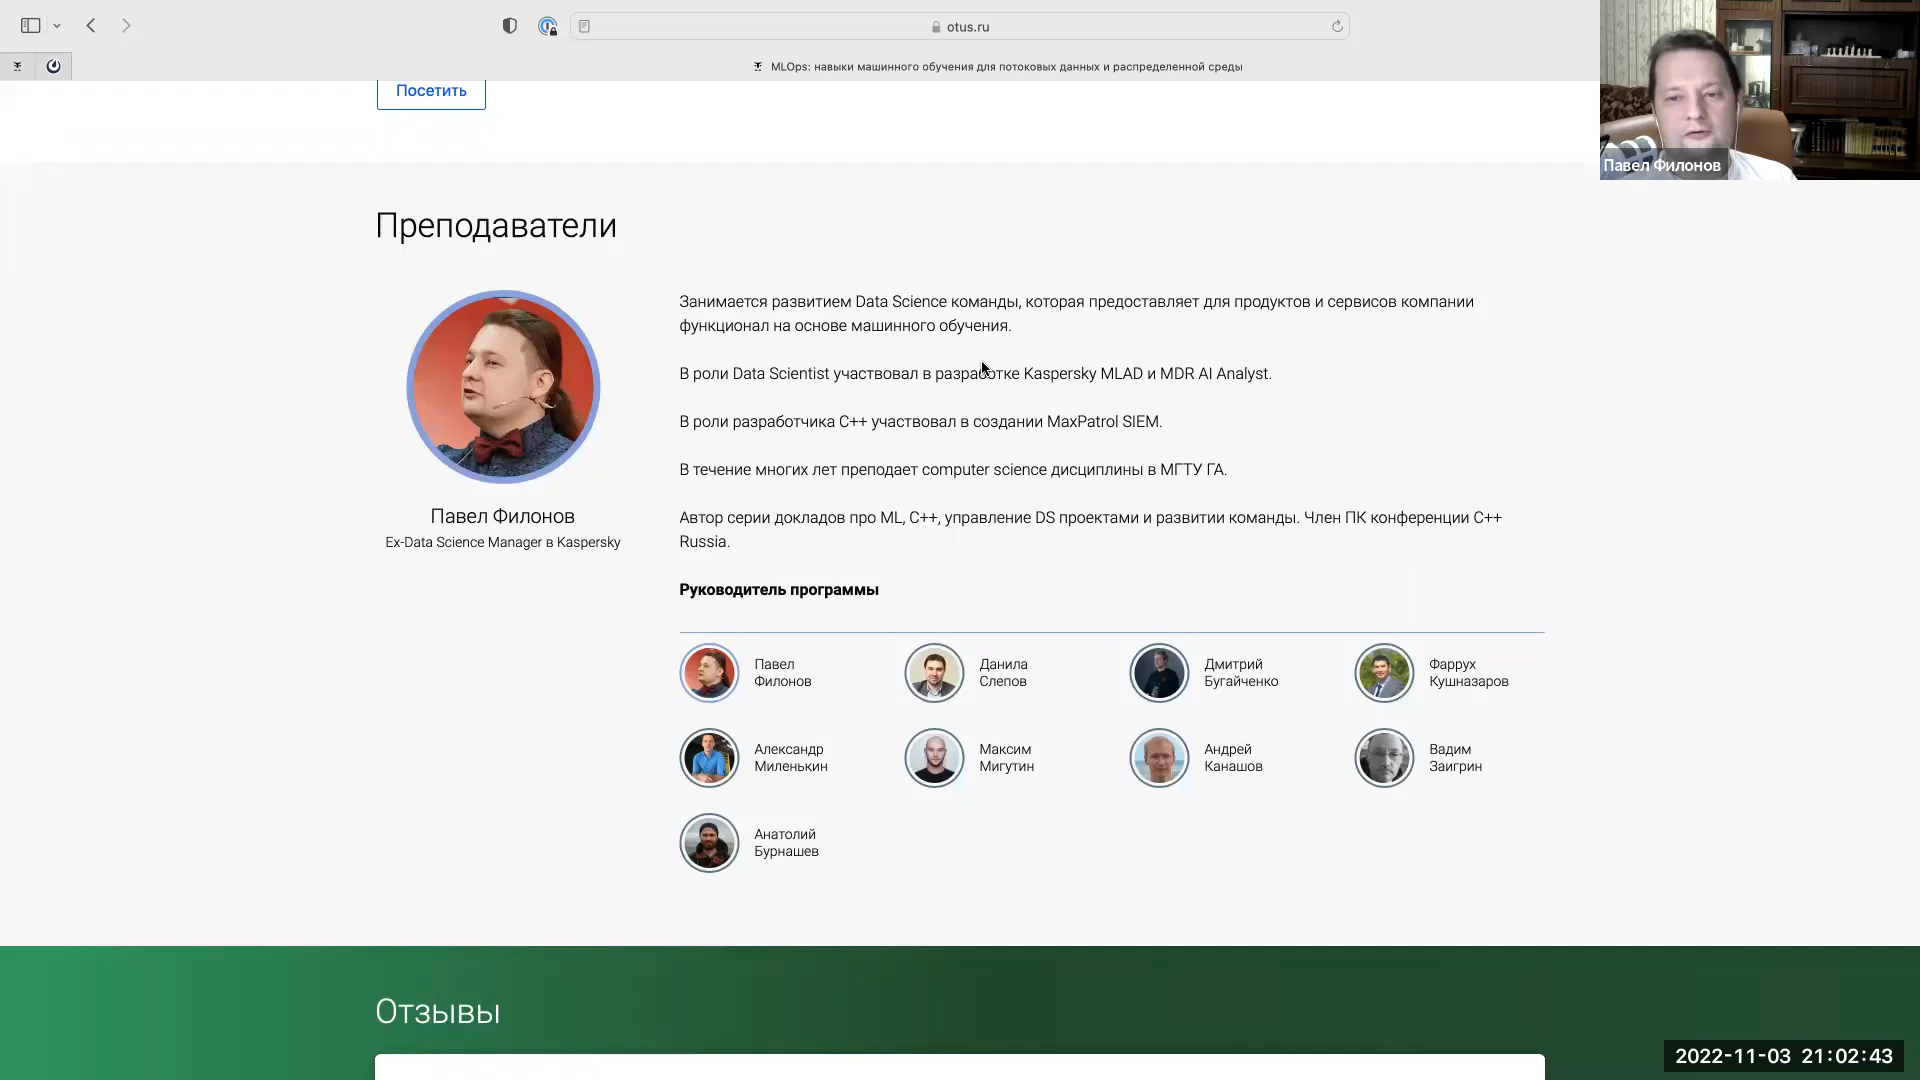 otus.ru
MLOps: навыки машинного обучения для потоковых данных и распределенной среды
Посетить
Павел Филонов
Преподаватели
Занимается развитием Data Science команды, которая предоставляет для продуктов и сервисов компании
функционал на основе машинного обучения.
В роли Data Scientist участвовал в разработке Kaspersky MLAD и MDR AI Analyst.
В роли разработчика C++ участвовал в создании MaxPatrol SIEM.
В течение многих лет преподает computer science дисциплины в МГТУ ГА.
Автор серии докладов про ML, C++, управление DS проектами и развитии команды. Член ПК конференции C++
Russia.
Руководитель программы
Павел Филонов
Ex-Data Science Manager в Kaspersky
Павел
Филонов
Данила
Слепов
Дмитрий
Бугайченко
Фаррух
Кушназаров
Александр
Миленькин
Максим
Мигутин
Андрей
Канашов
Вадим
Заигрин
Анатолий
Бурнашев
Отзывы
2022-11-03 21:02:43